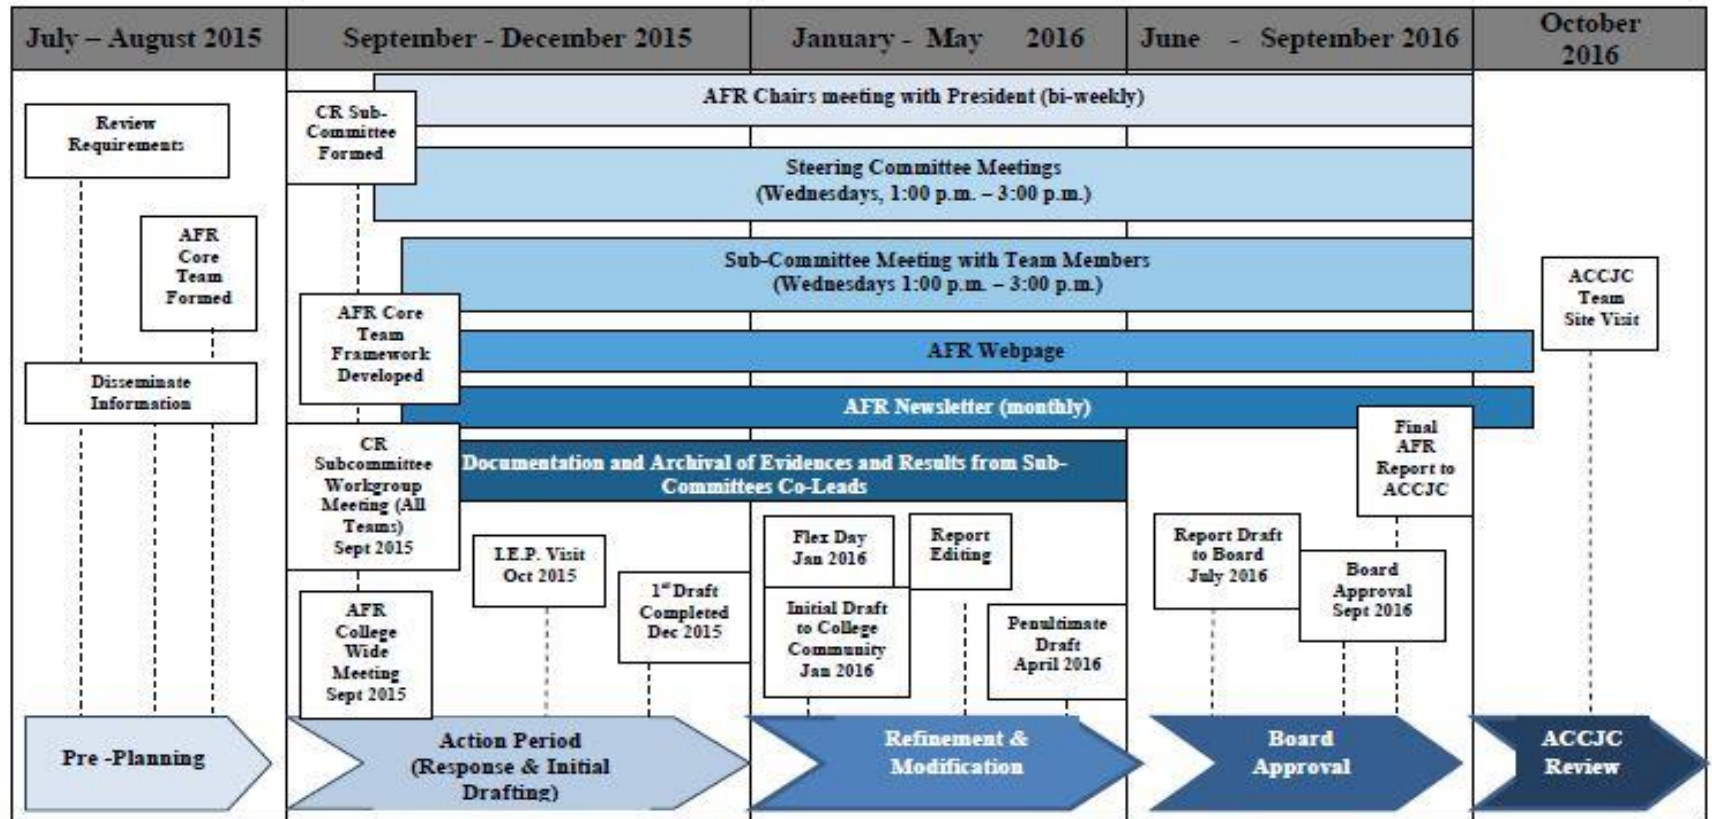 July – August 2015
September - December 2015
January - May 2016
June - September 2016
October
2016
Review
Requirements
AFR
Core
Team
Formed
Disseminate
Information
CR Sub-
Committee
Formed
AFR Chairs meeting with President (bi-weekly)
Steering Committee Meetings
(Wednesdays, 1:00 p.m. – 3:00 p.m.)
Sub-Committee Meeting with Team Members
(Wednesdays 1:00 p.m. – 3:00 p.m.)
AFR Core
Team
Framework
Developed
AFR Webpage
AFR Newsletter (monthly)
CR
Subcommittee
Workgroup
Meeting (All
Teams)
Sept 2015
Documentation and Archival of Evidences and Results from Sub-
Committees Co-Leads
AFR
College
Wide
Meeting
Sept 2015
I.E.P. Visit
Oct 2015
1st Draft
Completed
Dec 2015
Flex Day
Jan 2016
Initial Draft
to College
Community
Jan 2016
Report
Editing
Penultimate
Draft
April 2016
Report Draft
to Board
July 2016
Board
Approval
Sept 2016
Final
AFR
Report to
ACCJC
ACCJC
Team
Site Visit
Pre -Planning
Action Period
(Response & Initial
Drafting)
Refinement &
Modification
Board
Approval
ACCJC
Review